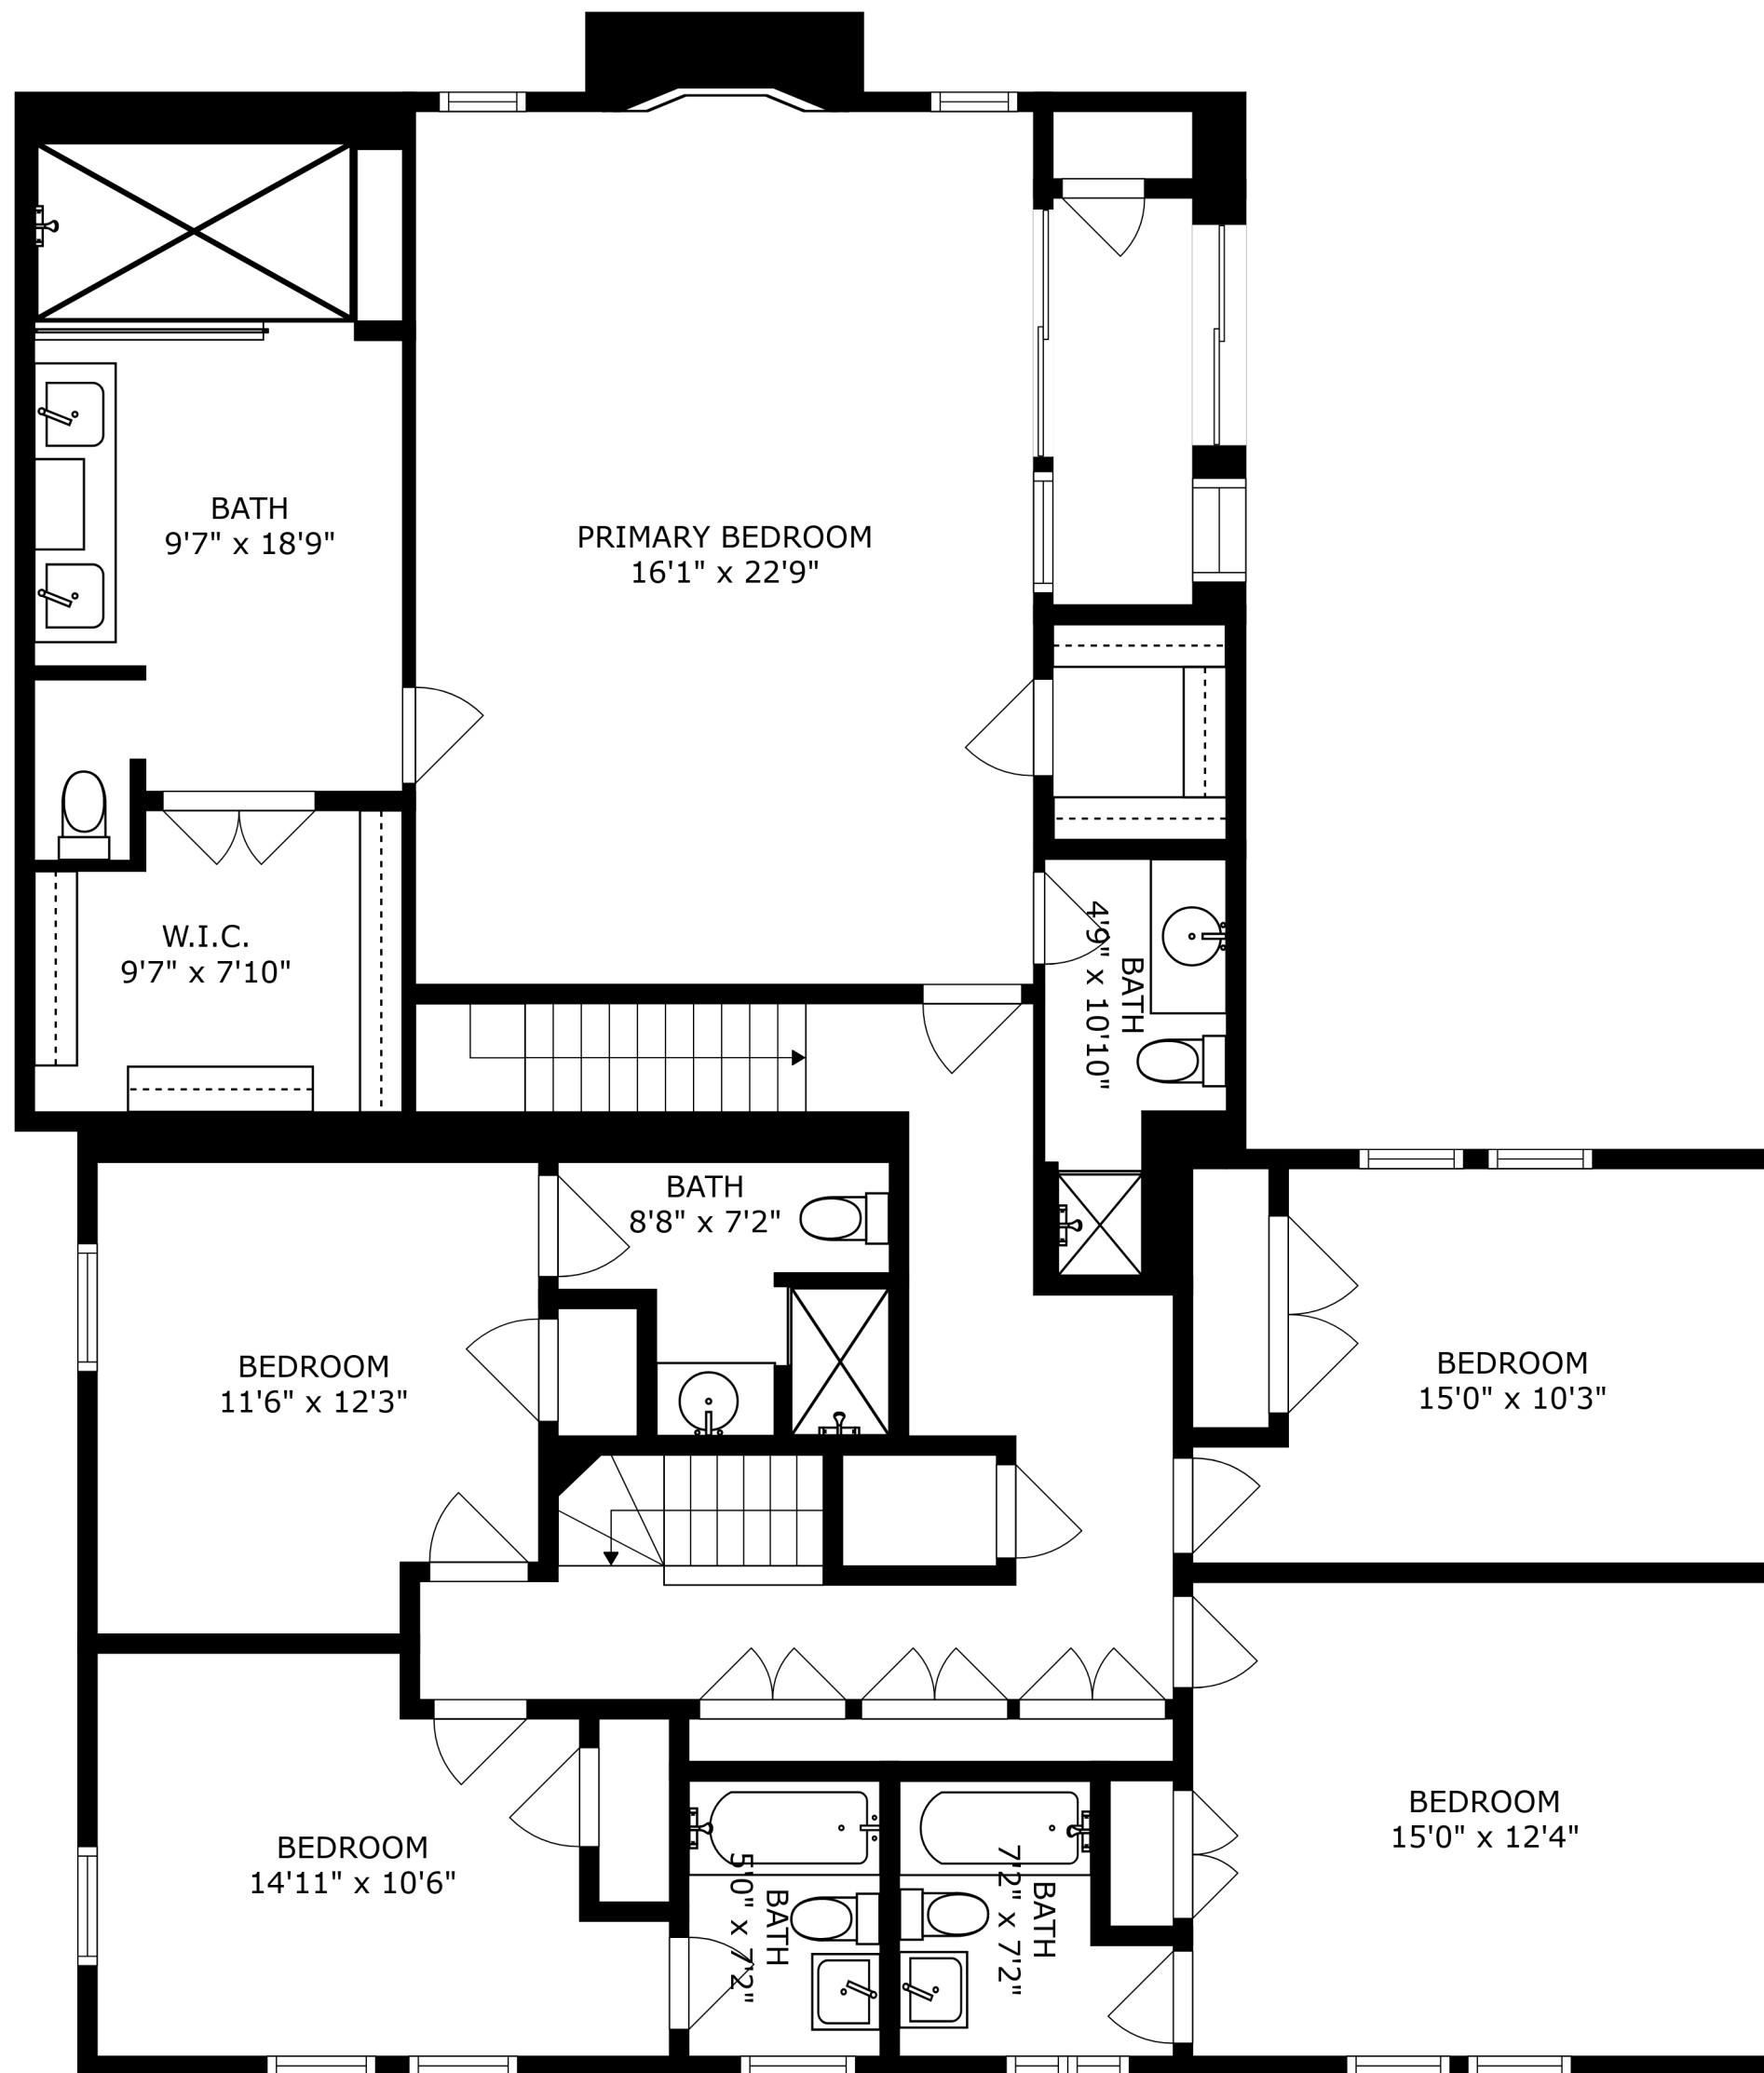 BATH
9'7" x 18'9"
PRIMARY BEDROOM
16'1" x 22'9"
W.I.C.
9'7" x 7'10"
BATH
4'9" x 10'10"
BATH
8'8" x 7'2"
BEDROOM
11'6" x 12'3"
BEDROOM
15'0" x 10'3"
BEDROOM
14'11" x 10'6"
BATH
5'0" x 7'2"
BATH
7'2" x 7'2"
BEDROOM
15'0" x 12'4"